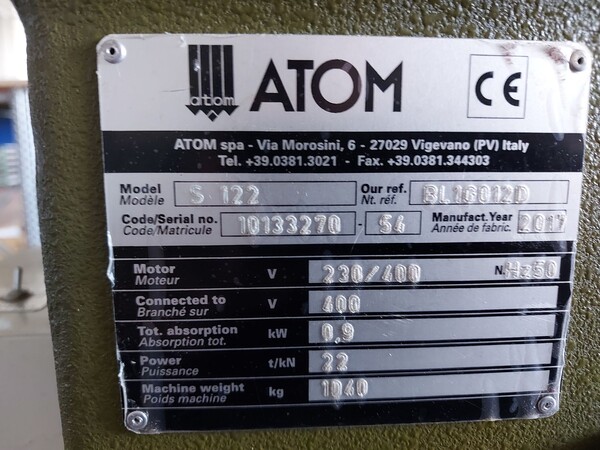 atom ATOM CE
ATOM spa - Via Morosini, 6 - 27029 Vigevano (PV) Italy
Tel. +39.0381.3021 - Fax. +39.0381.344303
Model S 122 Our ref. BL16012D
Modèle Nt. réf.
Code/Serial no. 10133270 - 54 Manufact. Year 2017
Code/Matricule Année de fabric.
Motor V 230/400 N.Hz50
Moteur
Connected to V 400
Branché sur
Tot. absorption kW 0,9
Absorption tot.
Power t/kN 22
Puissance
Machine weight kg 1040
Poids machine